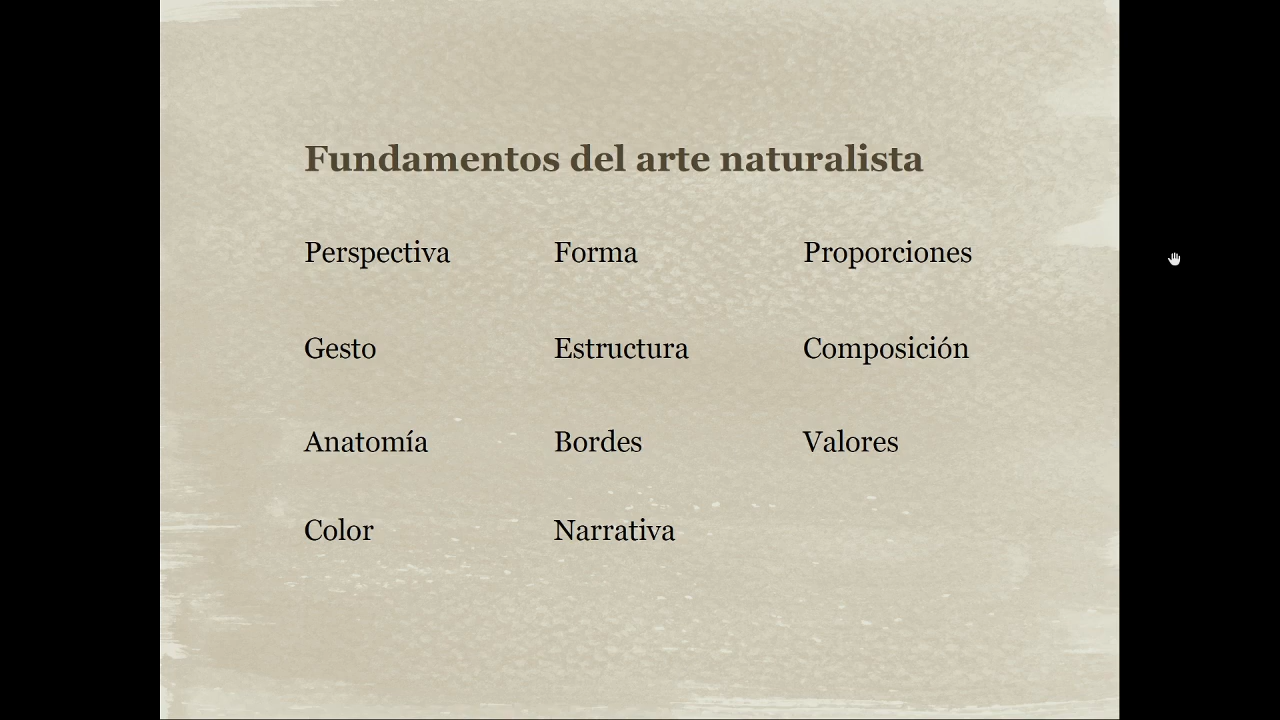 Fundamentos del arte naturalista
Perspectiva Forma Proporciones
Gesto Estructura Composición
Anatomía Bordes Valores
Color Narrativa